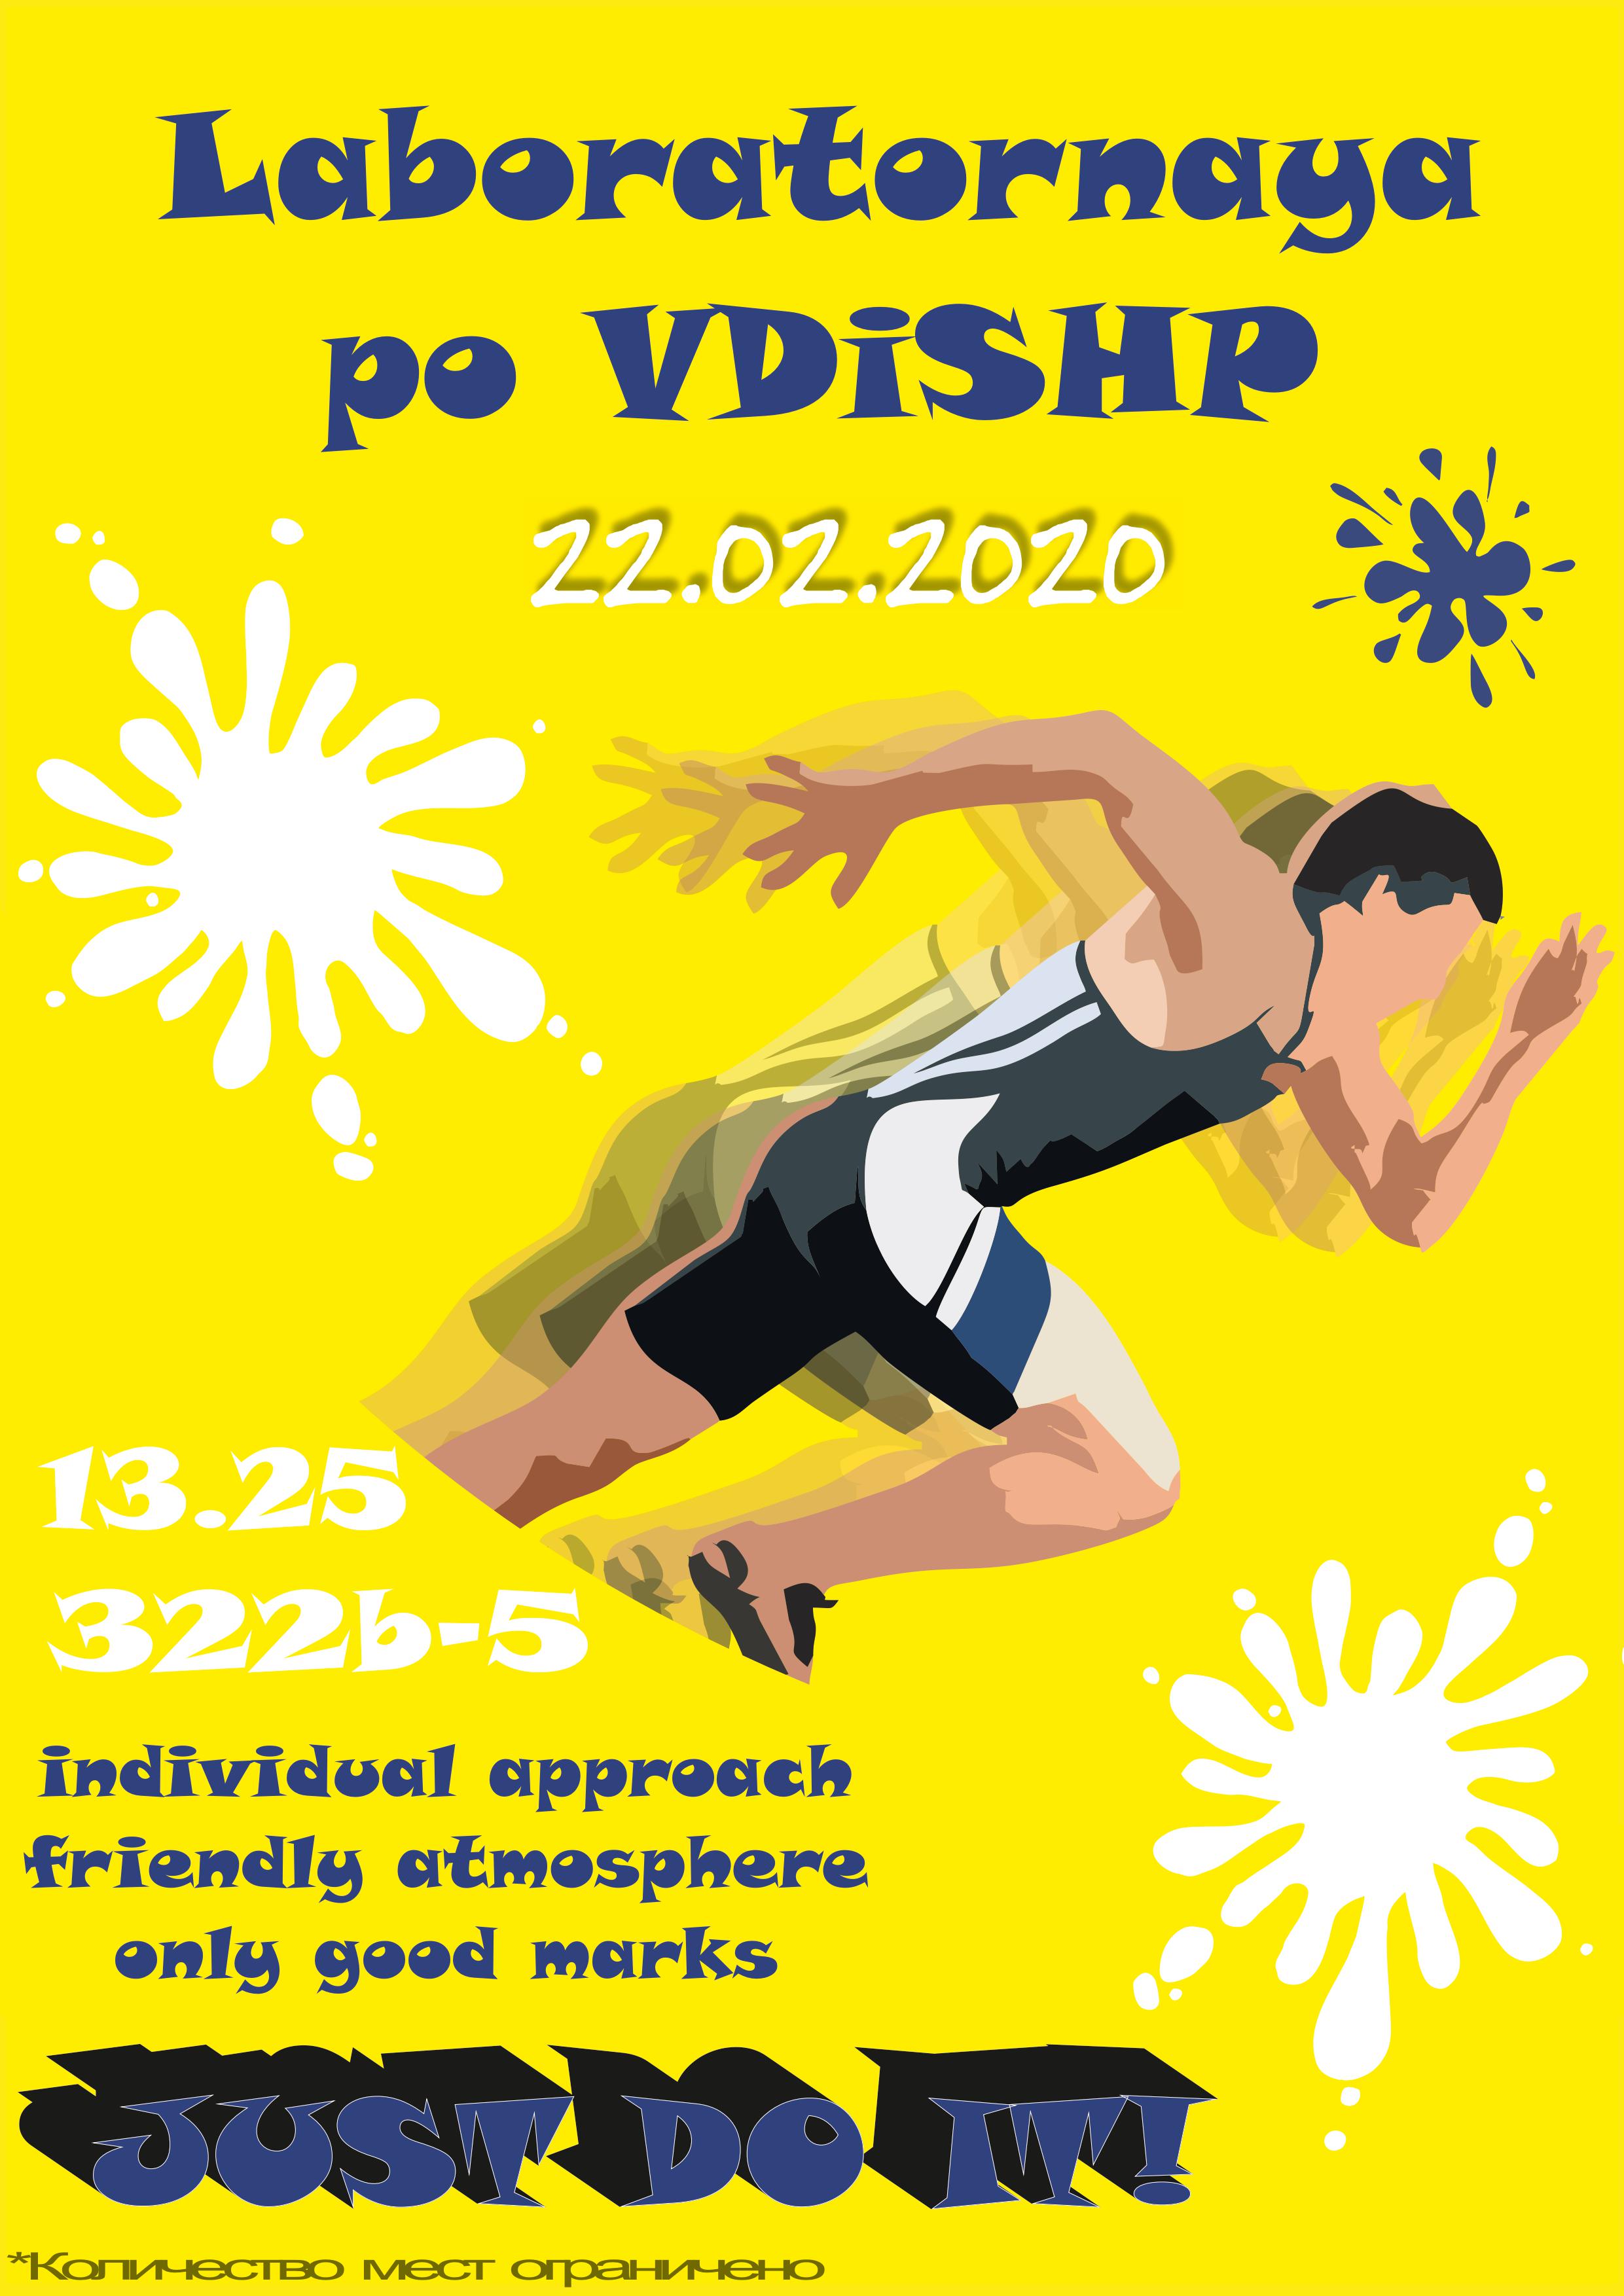 Laboratornaya
po VDiSHP
22.02.2020
13.25
322b-5
individual approach
friendly atmosphere
only good marks
JUST DO IT!
*Количество мест ограничено